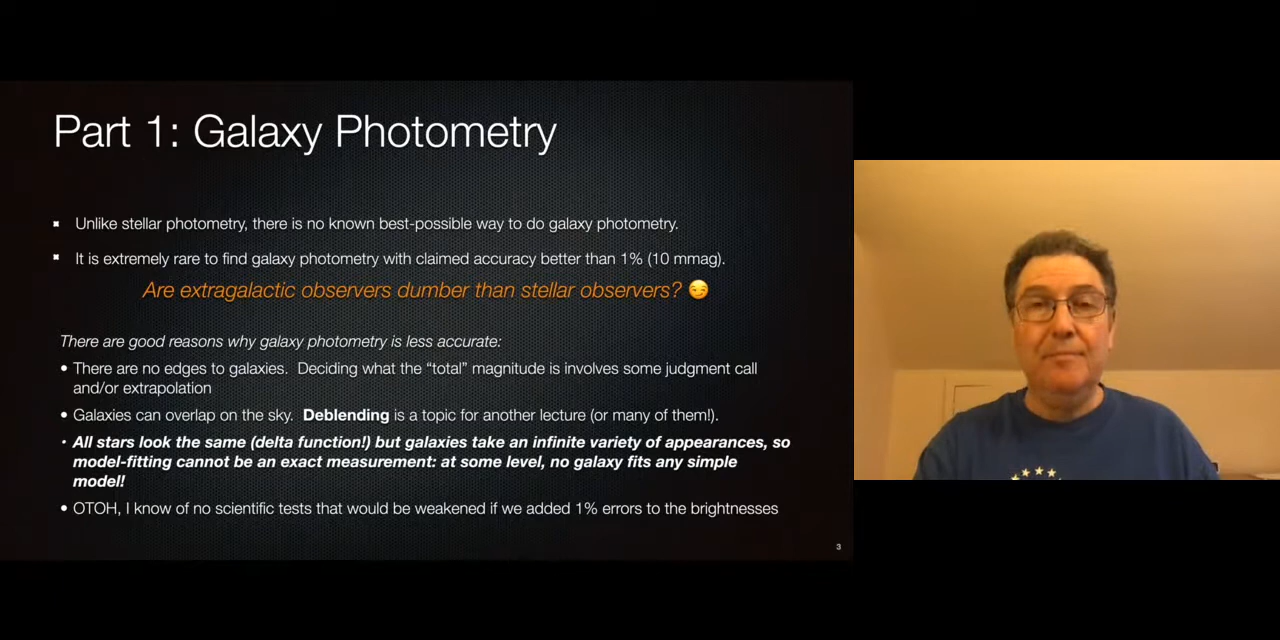 Part 1: Galaxy Photometry
Unlike stellar photometry, there is no known best-possible way to do galaxy photometry.
It is extremely rare to find galaxy photometry with claimed accuracy better than 1% (10 mmag).
Are extragalactic observers dumber than stellar observers? 😏
There are good reasons why galaxy photometry is less accurate:
• There are no edges to galaxies. Deciding what the “total” magnitude is involves some judgment call
and/or extrapolation
• Galaxies can overlap on the sky. Deblending is a topic for another lecture (or many of them!).
• All stars look the same (delta function!) but galaxies take an infinite variety of appearances, so
model-fitting cannot be an exact measurement: at some level, no galaxy fits any simple
model!
• OTOH, I know of no scientific tests that would be weakened if we added 1% errors to the brightnesses
3